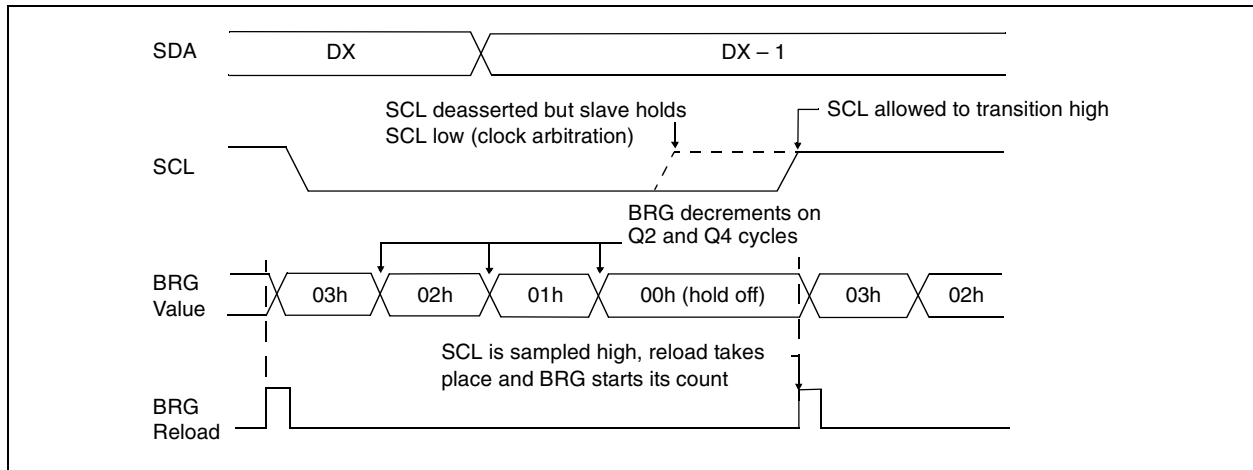 SDA
DX
DX – 1
SCL deasserted but slave holds
SCL low (clock arbitration)
SCL allowed to transition high
SCL
BRG decrements on
Q2 and Q4 cycles
BRG
Value
03h
02h
01h
00h (hold off)
03h
02h
SCL is sampled high, reload takes
place and BRG starts its count
BRG
Reload